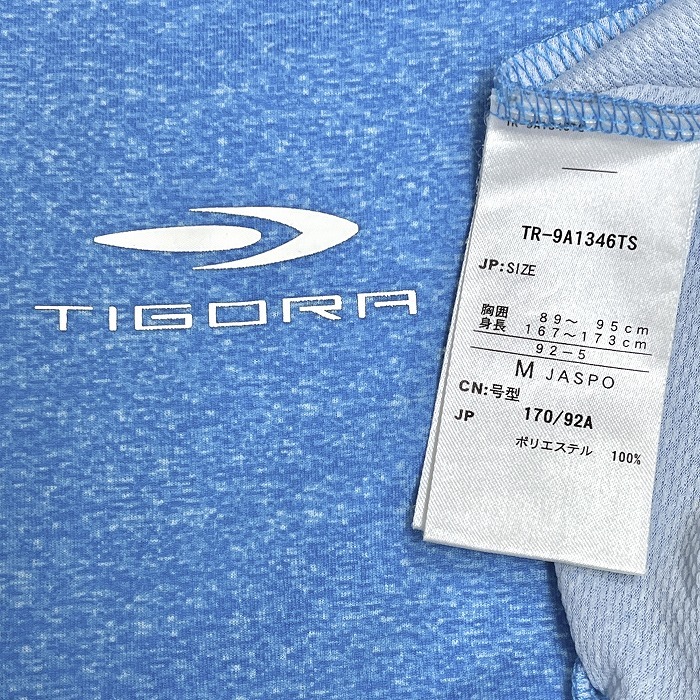 TIGORA
TR-9A1346TS
JP:SIZE
胸囲 89～ 95cm
身長 167～173cm
92-5
M JASPO
CN:号型
JP 170/92A
ポリエステル 100%